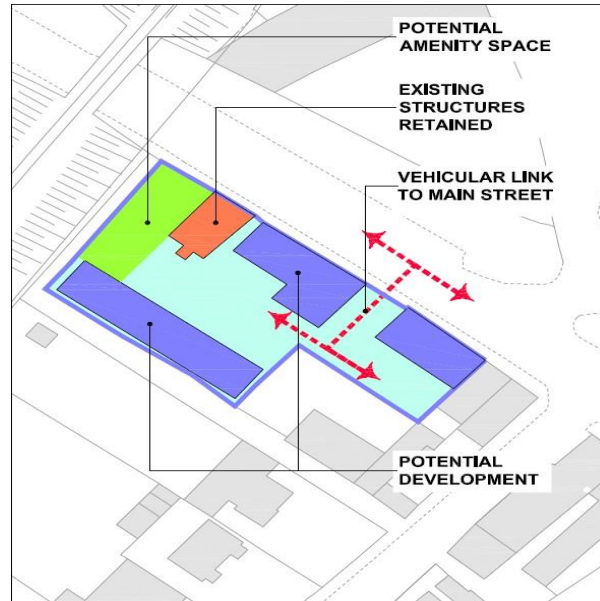 POTENTIAL
AMENITY SPACE
EXISTING
STRUCTURES
RETAINED
VEHICULAR LINK
TO MAIN STREET
POTENTIAL
DEVELOPMENT